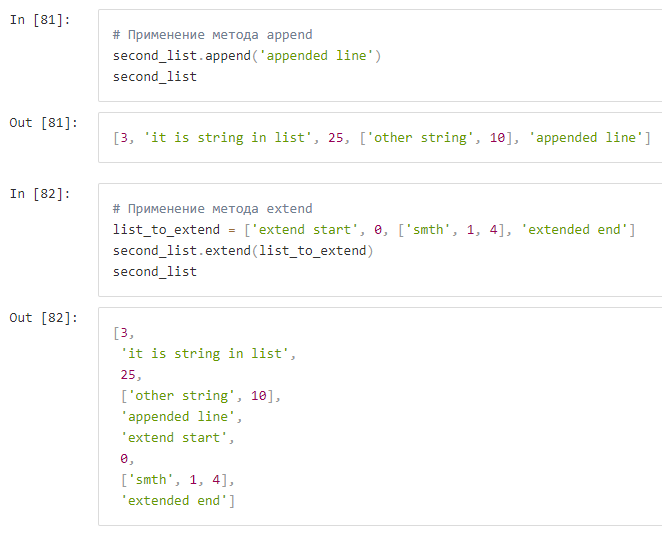 In [81]:
# Применение метода append
second_list.append('appended line')
second_list
Out [81]:
[3, 'it is string in list', 25, ['other string', 10], 'appended line']
In [82]:
# Применение метода extend
list_to_extend = ['extend start', 0, ['smth', 1, 4], 'extended end']
second_list.extend(list_to_extend)
second_list
Out [82]:
[3,
'it is string in list',
25,
['other string', 10],
'appended line',
'extend start',
0,
['smth', 1, 4],
'extended end']